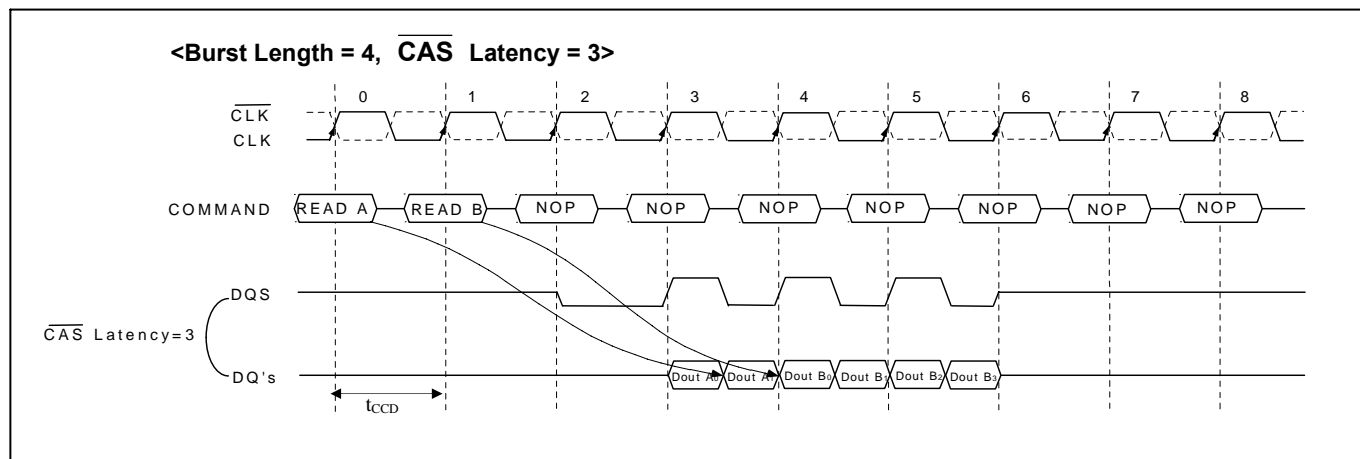 <Burst Length = 4, CAS Latency = 3>
0 1 2 3 4 5 6 7 8
CLK
CLK
COMMAND READ A READ B NOP NOP NOP NOP NOP NOP NOP
DQS
CAS Latency=3
DQ's Dout A0 Dout A1 Dout B0 Dout B1 Dout B2 Dout B3
tCCD